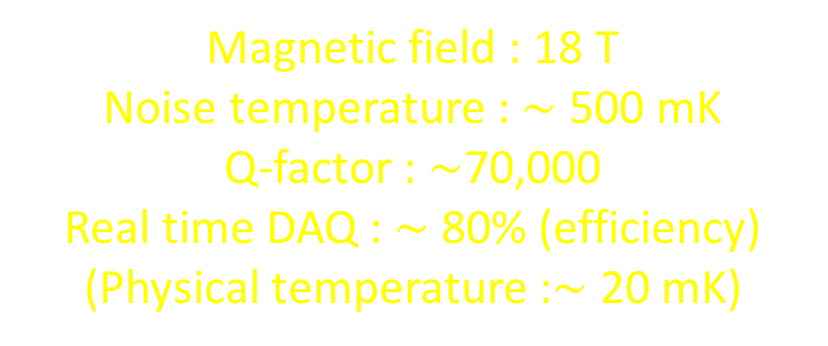 Magnetic field : 18 T
Noise temperature : ~ 500 mK
Q-factor : ~70,000
Real time DAQ : ~ 80% (efficiency)
(Physical temperature :~ 20 mK)